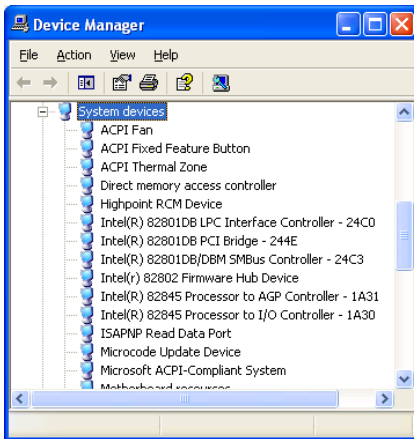 Device Manager
File Action View Help
System devices
ACPI Fan
ACPI Fixed Feature Button
ACPI Thermal Zone
Direct memory access controller
Highpoint RCM Device
Intel(R) 82801DB LPC Interface Controller - 24C0
Intel(R) 82801DB PCI Bridge - 244E
Intel(R) 82801DB/DBM SMBus Controller - 24C3
Intel(r) 82802 Firmware Hub Device
Intel(R) 82845 Processor to AGP Controller - 1A31
Intel(R) 82845 Processor to I/O Controller - 1A30
ISAPNP Read Data Port
Microcode Update Device
Microsoft ACPI-Compliant System
Motherboard resources